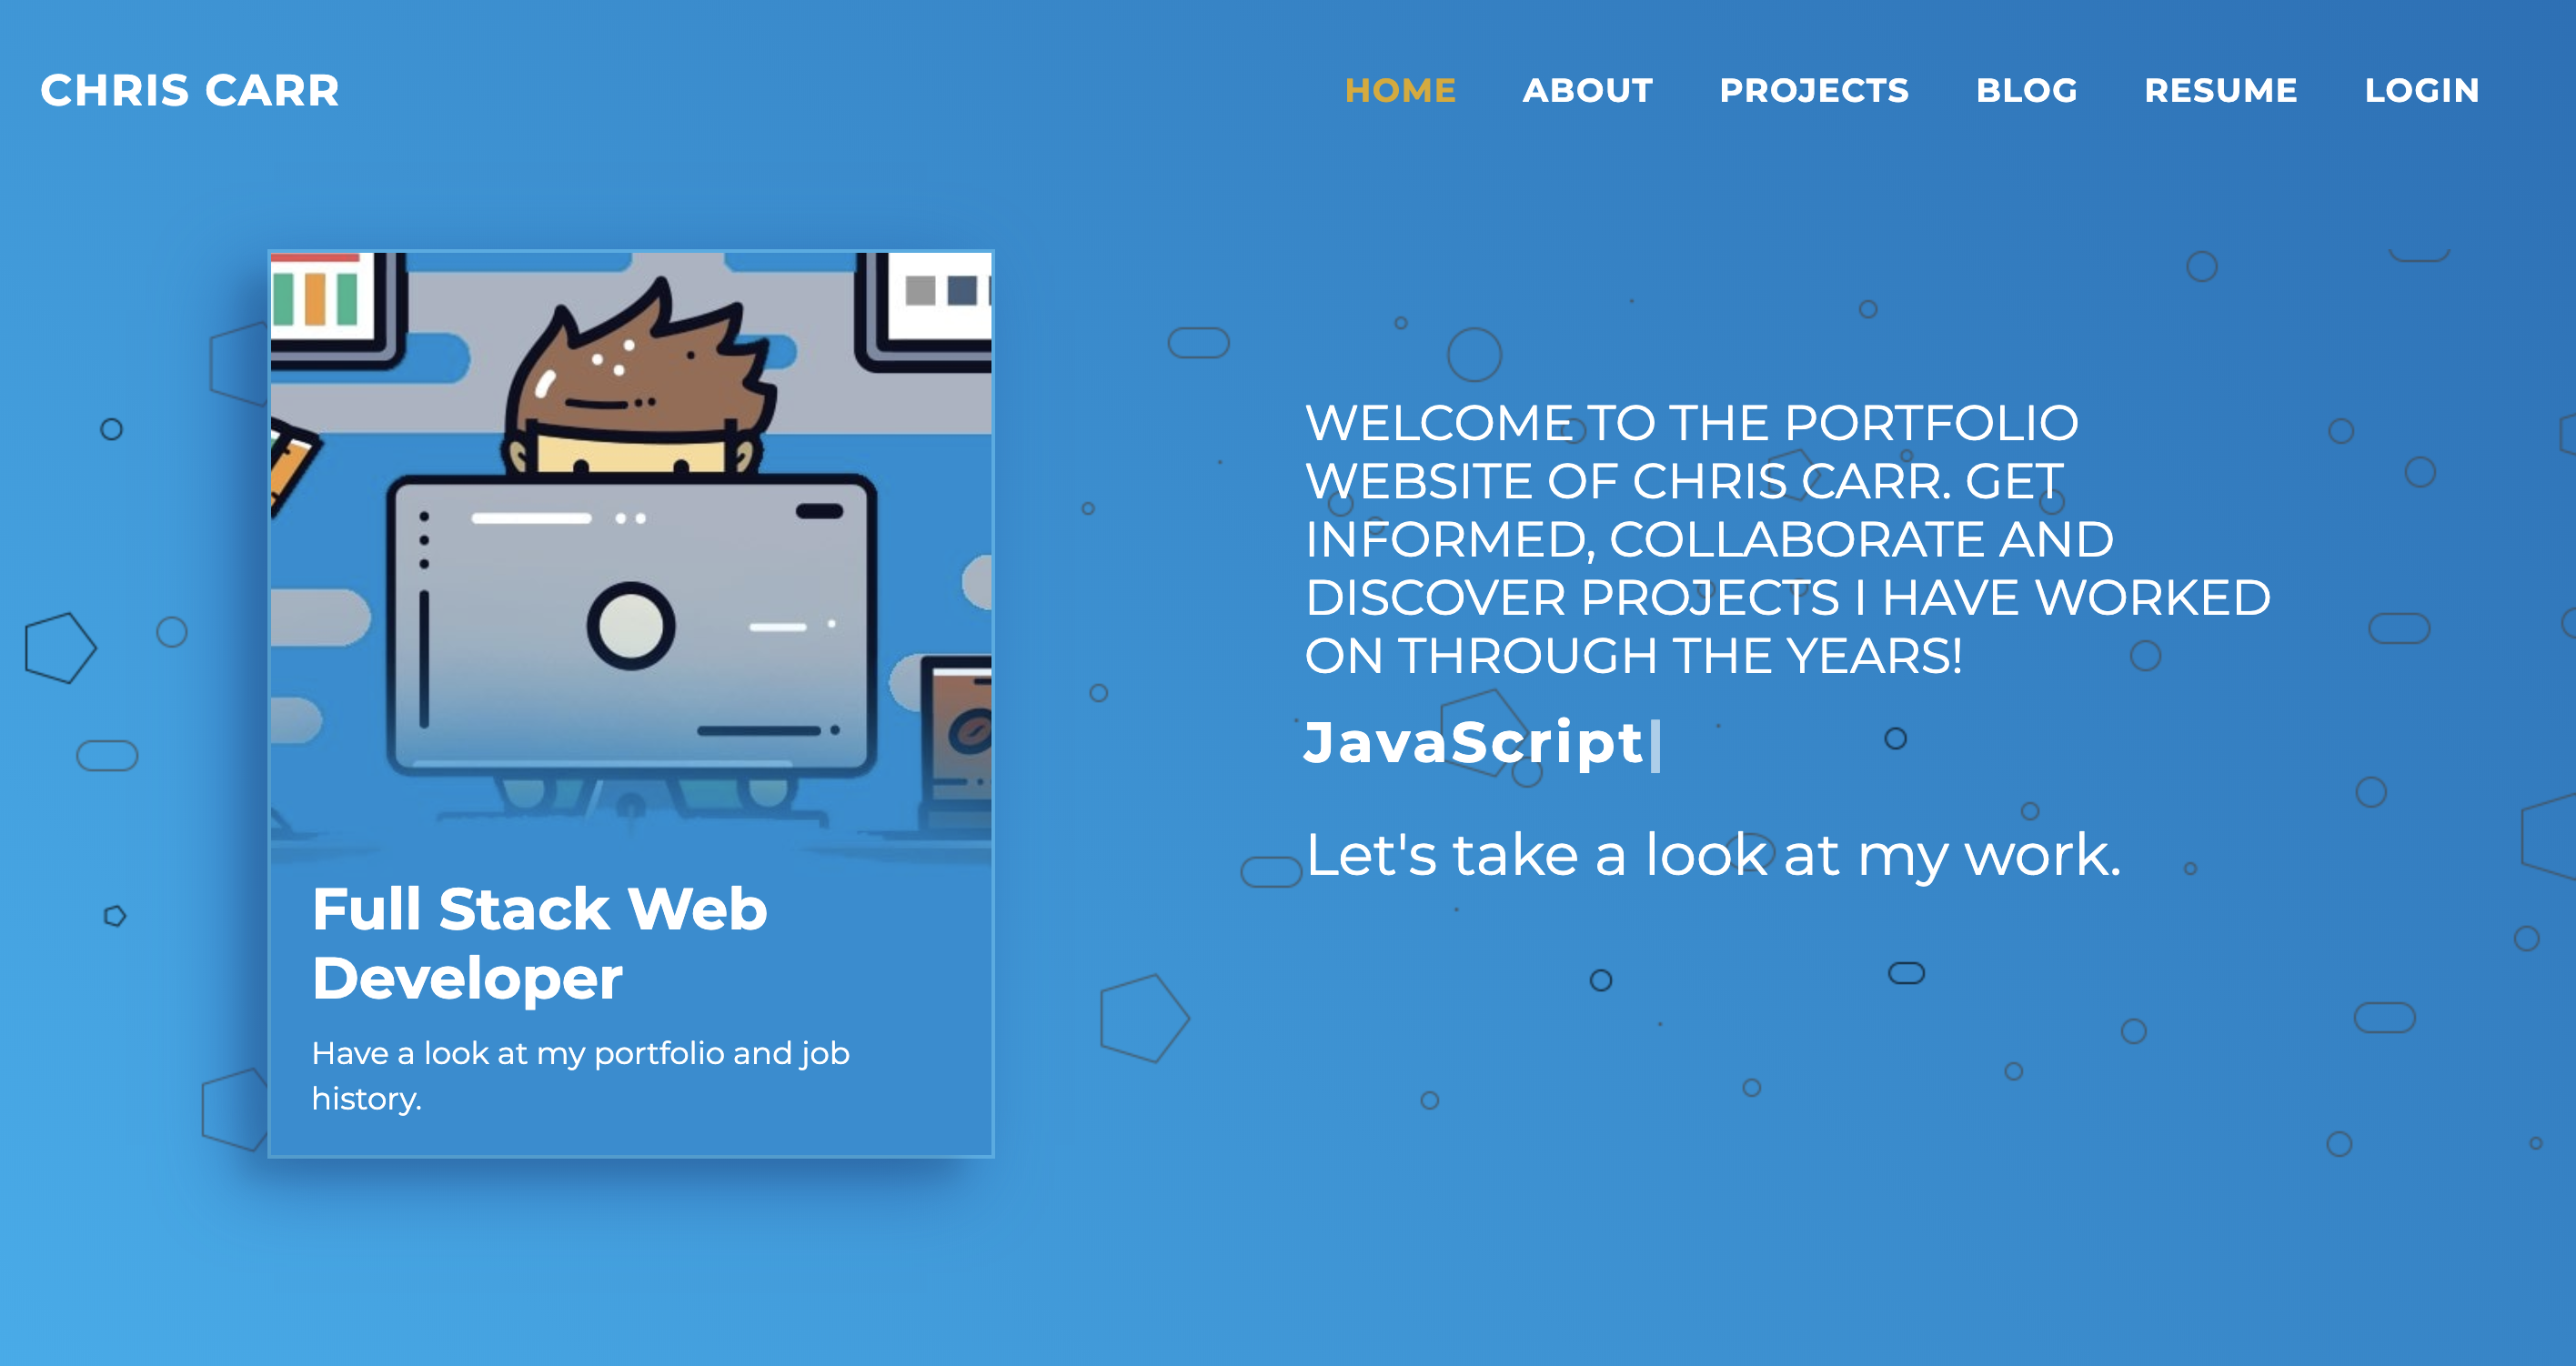 CHRIS CARR
HOME ABOUT PROJECTS BLOG RESUME LOGIN
Full Stack Web
Developer
Have a look at my portfolio and job
history.
WELCOME TO THE PORTFOLIO
WEBSITE OF CHRIS CARR. GET
INFORMED, COLLABORATE AND
DISCOVER PROJECTS I HAVE WORKED
ON THROUGH THE YEARS!
JavaScript
Let's take a look at my work.